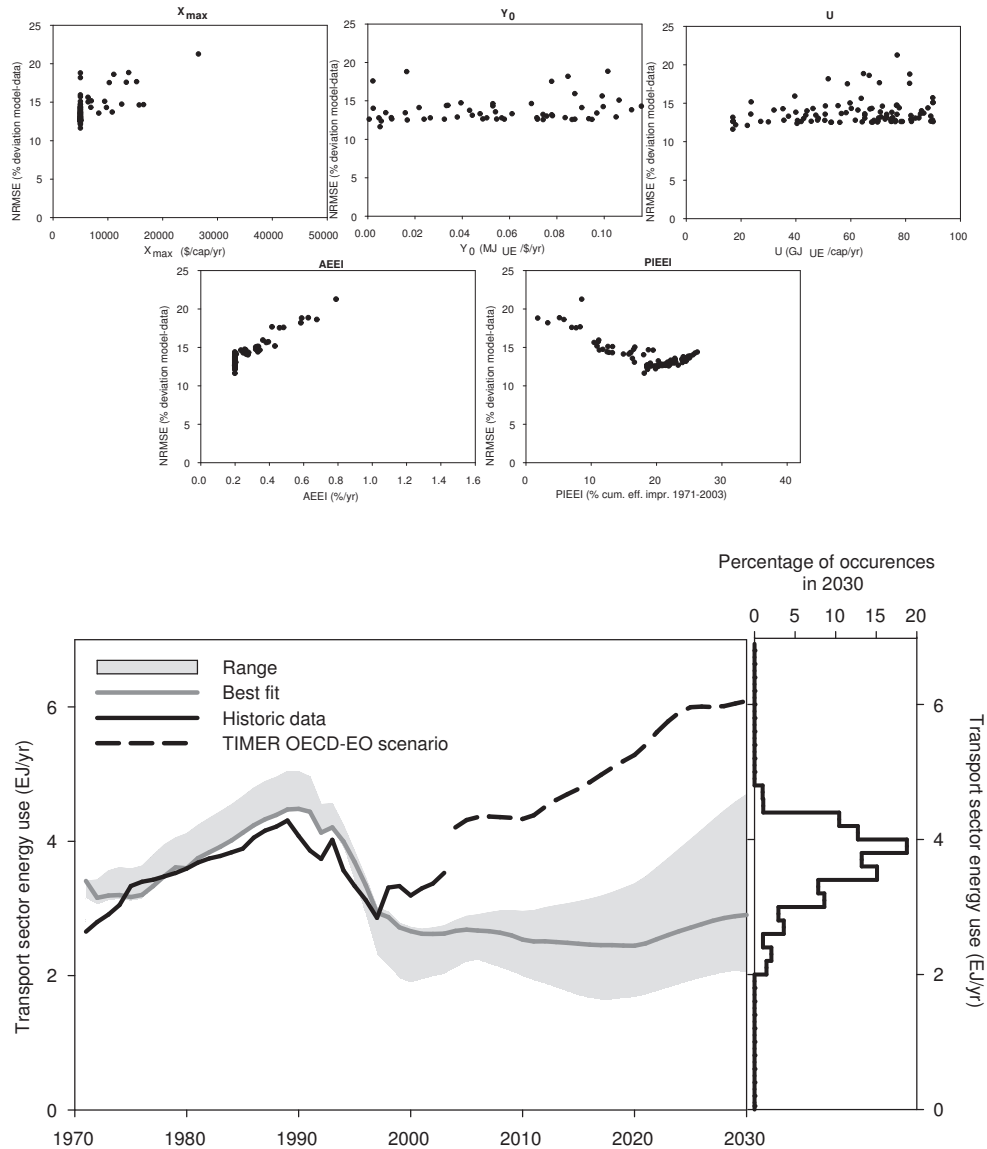 X max
Y 0
U
NRMSE (% deviation model-data)
25
20
15
10
5
0
0 10000 20000 30000 40000 50000
X max ($/cap/yr)
NRMSE (% deviation model-data)
25
20
15
10
5
0
0.00 0.02 0.04 0.06 0.08 0.10
Y 0 (MJ UE /$/yr)
NRMSE (% deviation model-data)
25
20
15
10
5
0
0 20 40 60 80 100
U (GJ UE /cap/yr)
AEEI
PIEEI
NRMSE (% deviation model-data)
25
20
15
10
5
0
0.0 0.2 0.4 0.6 0.8 1.0 1.2 1.4 1.6
AEEI (%/yr)
NRMSE (% deviation model-data)
25
20
15
10
5
0
0 10 20 30 40
PIEEI (% cum. eff. impr. 1971-2003)
Percentage of occurences
in 2030
0 5 10 15 20
Range
Best fit
Historic data
TIMER OECD-EO scenario
Transport sector energy use (EJ/yr)
6
4
2
0
1970 1980 1990 2000 2010 2020 2030
6
4
2
0
Transport sector energy use (EJ/yr)